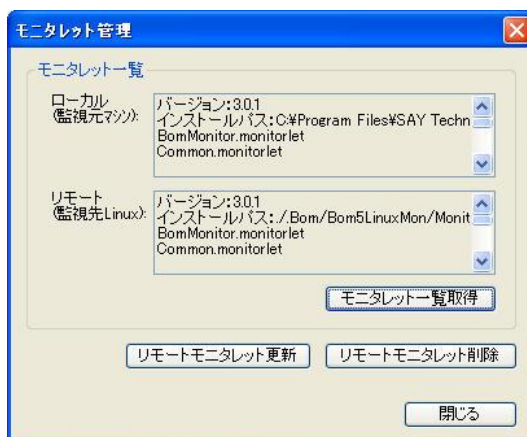 モニタレット管理
モニタレット一覧
ローカル
(監視元マシン):
バージョン:3.0.1
インストールパス:C:¥Program Files¥SAY Techn
BomMonitor.monitorlet
Common.monitorlet
リモート
(監視先Linux):
バージョン:3.0.1
インストールパス:./.Bom/Bom5LinuxMon/Monit
BomMonitor.monitorlet
Common.monitorlet
モニタレット一覧取得
リモートモニタレット更新
リモートモニタレット削除
閉じる